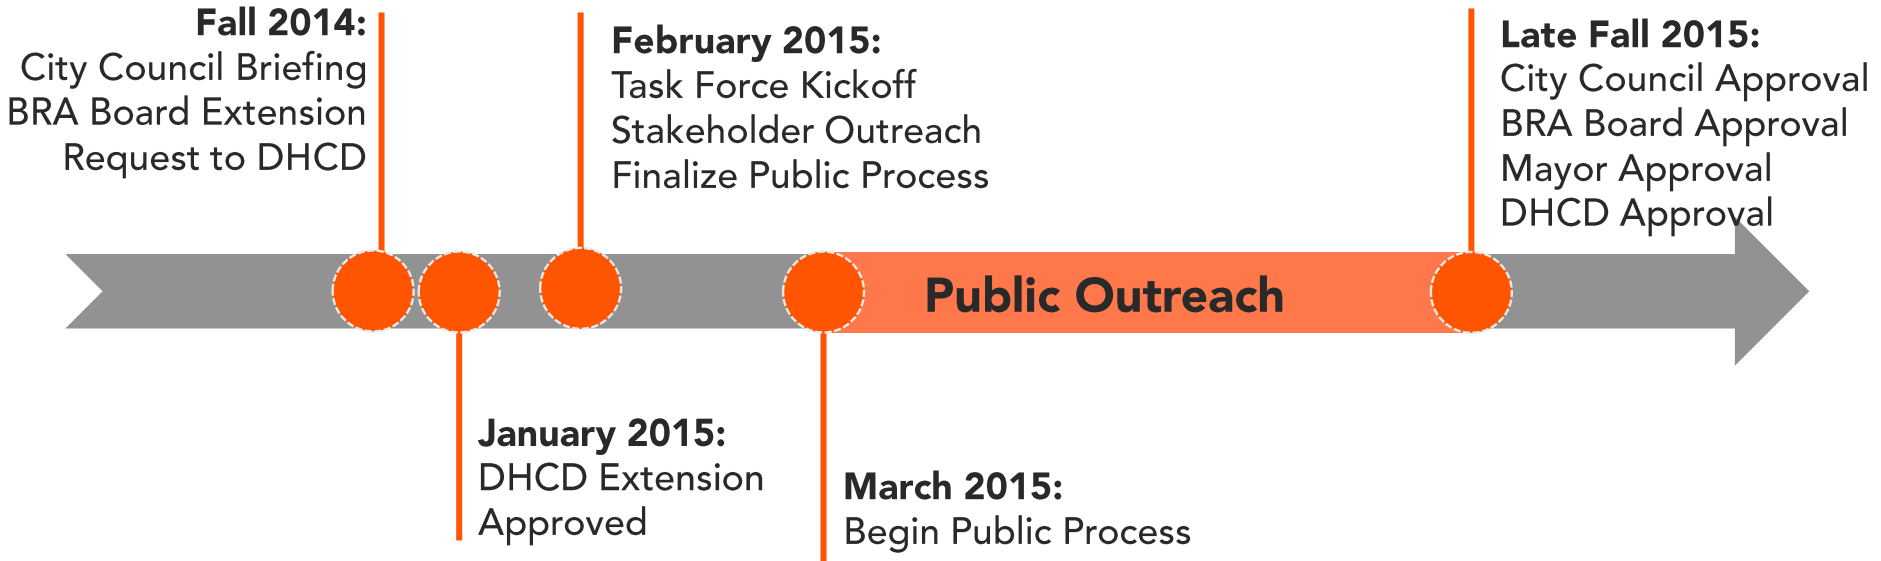 Fall 2014:
City Council Briefing
BRA Board Extension
Request to DHCD
February 2015:
Task Force Kickoff
Stakeholder Outreach
Finalize Public Process
Late Fall 2015:
City Council Approval
BRA Board Approval
Mayor Approval
DHCD Approval
Public Outreach
January 2015:
DHCD Extension
Approved
March 2015:
Begin Public Process